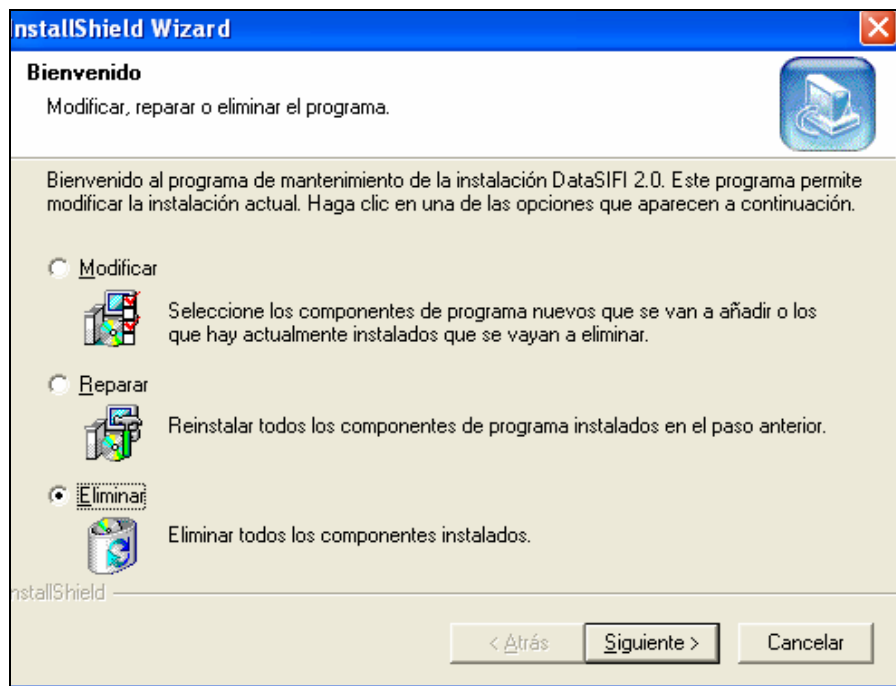 nstallShield Wizard
Bienvenido
Modificar, reparar o eliminar el programa.
Bienvenido al programa de mantenimiento de la instalación DataSIFI 2.0. Este programa permite
modificar la instalación actual. Haga clic en una de las opciones que aparecen a continuación.
Modificar
Seleccione los componentes de programa nuevos que se van a añadir o los
que hay actualmente instalados que se vayan a eliminar.
Reparar
Reinstalar todos los componentes de programa instalados en el paso anterior.
Eliminar
Eliminar todos los componentes instalados.
nstallShield
< Atrás Siguiente > Cancelar